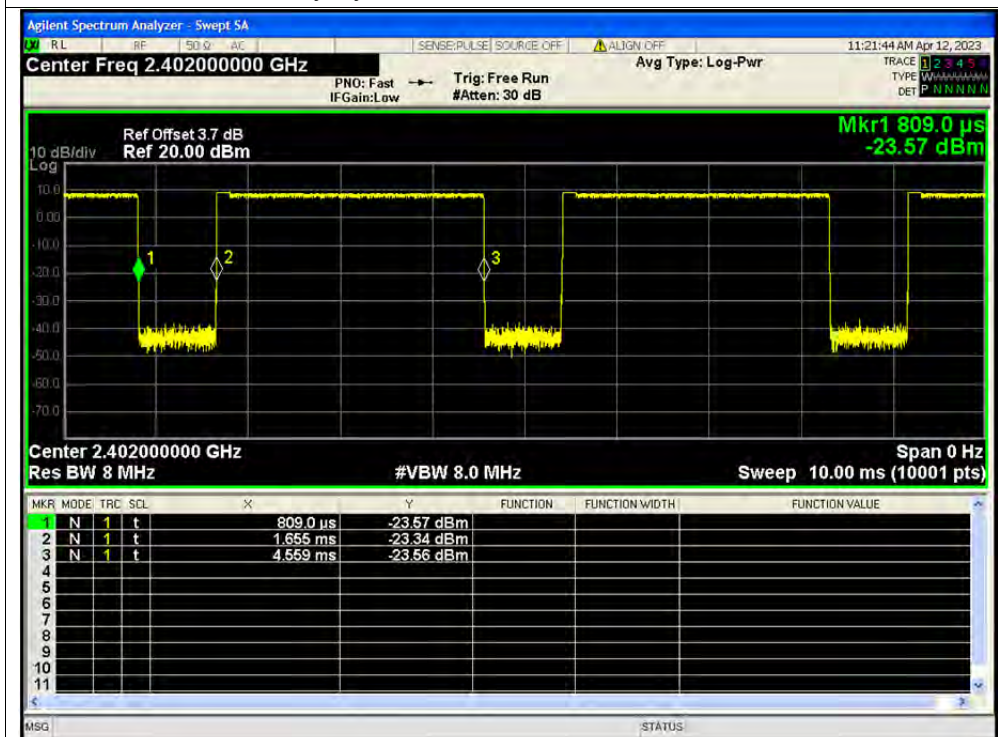 Agilent Spectrum Analyzer - Swept SA
RL RF 50 Ω AC SENSE:PULSE SOURCE OFF ALIGN OFF 11:21:44 AM Apr 12, 2023
Center Freq 2.402000000 GHz
PNO: Fast
IFGain:Low
Trig: Free Run
#Atten: 30 dB
Avg Type: Log-Pwr
TRACE 1 2 3 4 5
TYPE
DET P N N N N N
Mkr1 809.0 µs
-23.57 dBm
Ref Offset 3.7 dB
10 dB/div Ref 20.00 dBm
Log
10.0
0.00
-10.0
-20.0
-30.0
-40.0
-50.0
-60.0
-70.0
1
2
3
Center 2.402000000 GHz Span 0 Hz
Res BW 8 MHz #VBW 8.0 MHz Sweep 10.00 ms (10001 pts)
MKR MODE TRC SCL X Y FUNCTION FUNCTION WIDTH FUNCTION VALUE
1 N 1 t 809.0 µs -23.57 dBm
2 N 1 t 1.655 ms -23.34 dBm
3 N 1 t 4.559 ms -23.56 dBm
4
5
6
7
8
9
10
11
MSG STATUS